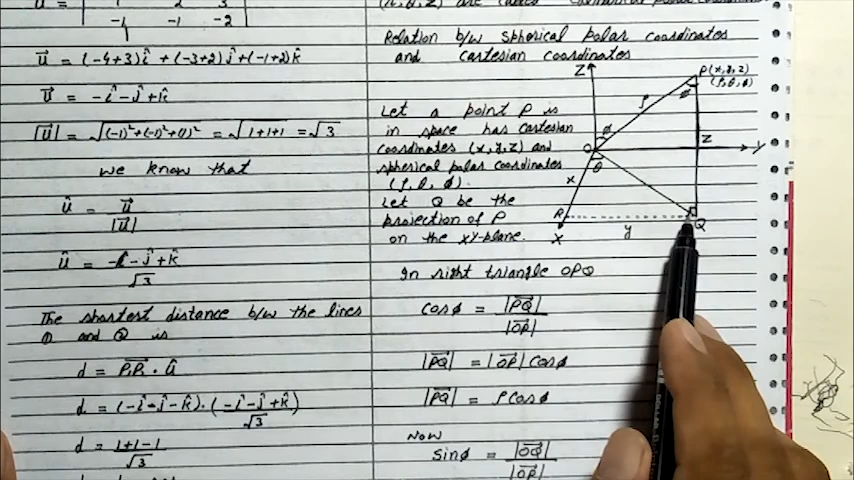 1 2 3
-4 -1 -2
u⃗ = (-4+3)î + (-3+2)ĵ + (-1+2)k̂
u⃗ = -î-ĵ+k̂
|u⃗| = √(-1)²+(-1)²+(1)² = √1+1+1 = √3
we know that
û = u⃗/|u⃗|
û = -î-ĵ+k̂/√3
The shortest distance b/w the lines
and Q is
d = P₁P₂ . û
d = (-î-ĵ-k̂).(-î-ĵ+k̂)/√3
d = 1+1-1/√3
Relation b/w spherical polar coordinates
and cartesian coordinates
Let a point P is
in space has cartesian
coordinates (x,y,z) and
spherical polar coordinates
(ρ,θ,ϕ).
Let Q be the
projection of P
on the xy-plane.
Z
P(x,y,z)
(ρ,θ,ϕ)
ρ
ϕ
ϕ
O
Z
Y
θ
x
R
Q
X
y
In right triangle OPQ
cosϕ = |PQ|/|OP|
|PQ| = |OP|cosϕ
|PQ| = ρcosϕ
Now
sinϕ = |OQ|/|OP|